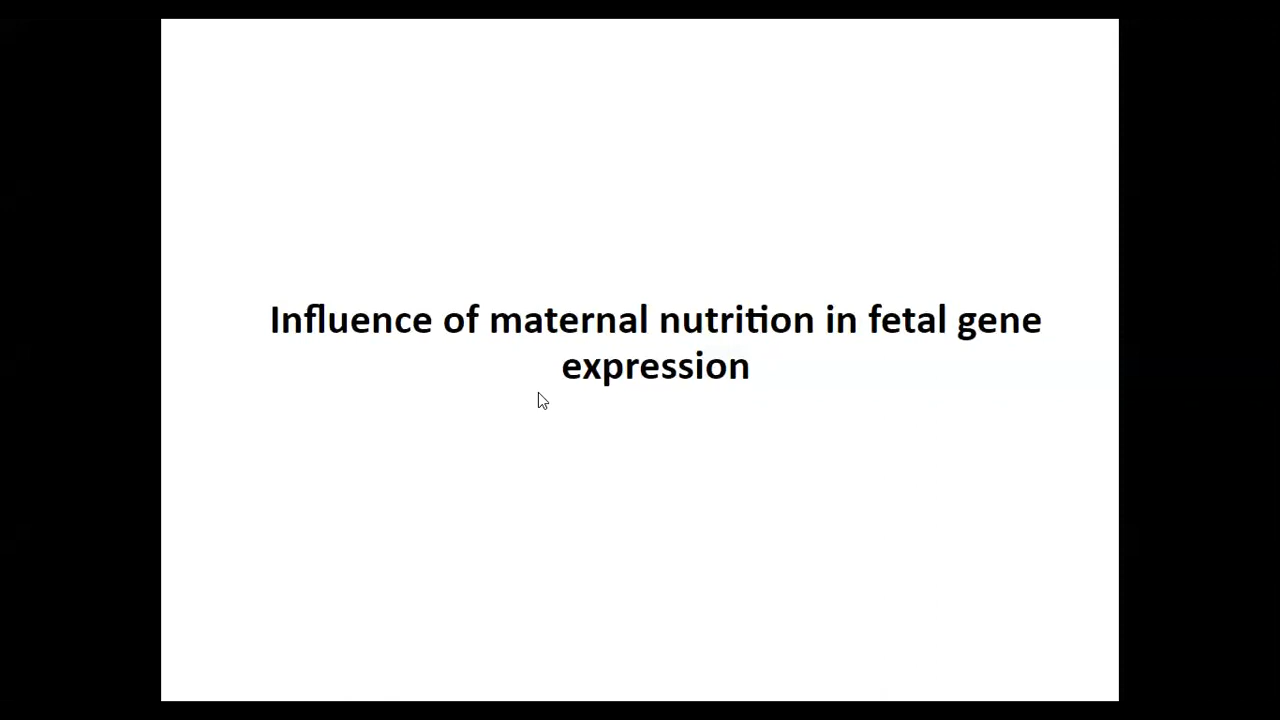 Influence of maternal nutrition in fetal gene
expression